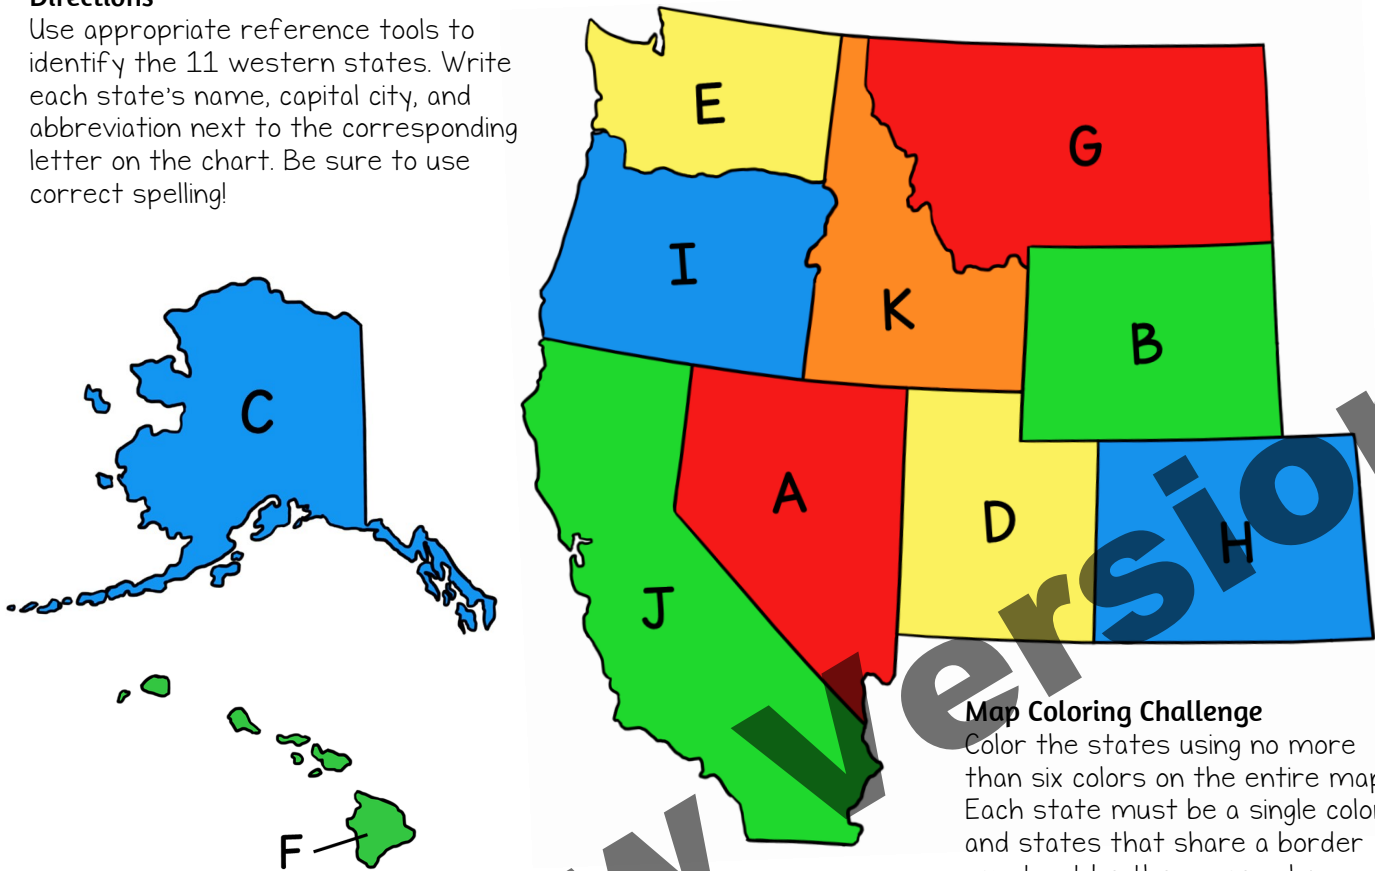 Directions
Use appropriate reference tools to
identify the 11 western states. Write
each state's name, capital city, and
abbreviation next to the corresponding
letter on the chart. Be sure to use
correct spelling!
E
G
I
K
B
C
A
D
H
J
F
version
Map Coloring Challenge
Color the states using no more
than six colors on the entire map
Each state must be a single color
and states that share a border